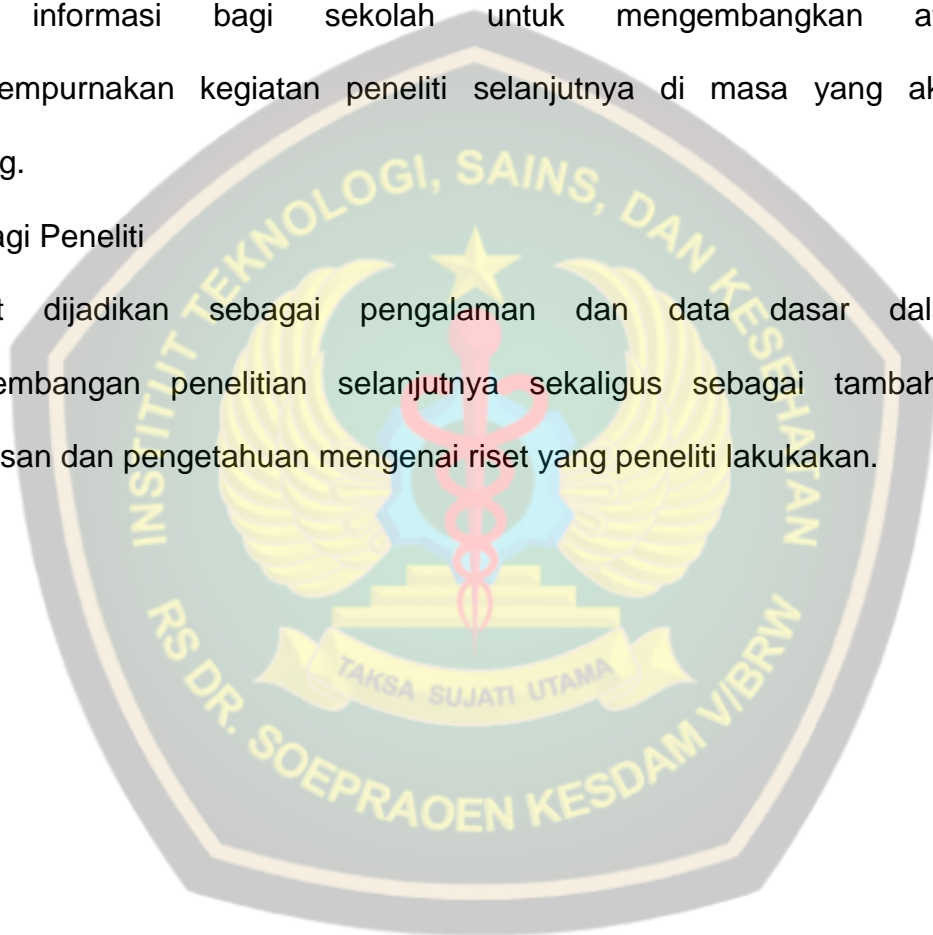 informasi bagi sekolah untuk mengembangkan
empurnakan kegiatan peneliti selanjutnya di masa yang
g.
agi Peneliti
t dijadikan sebagai pengalaman dan data dasar dal
embangan penelitian selanjutnya sekaligus sebagai tambah
san dan pengetahuan mengenai riset yang peneliti lakukakan.
INSTITUT TEKNOLOGI, SAINS, DAN KESEHATAN
TAKSA SUJATI UTAMA
RS DR. SOEPRAOEN KESDAM V/BRW